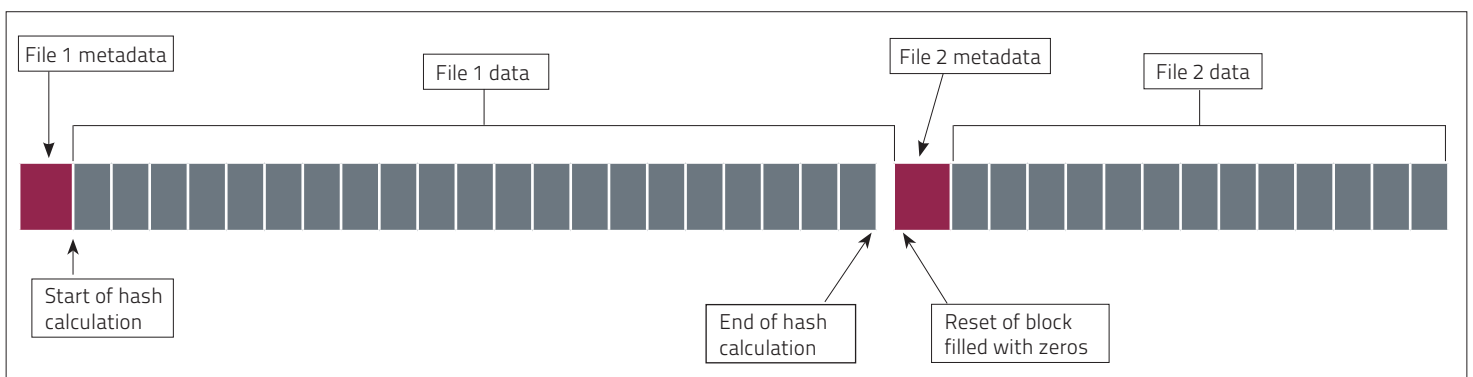 File 1 metadata
File 1 data
File 2 metadata
File 2 data
Start of hash
calculation
End of hash
calculation
Reset of block
filled with zeros